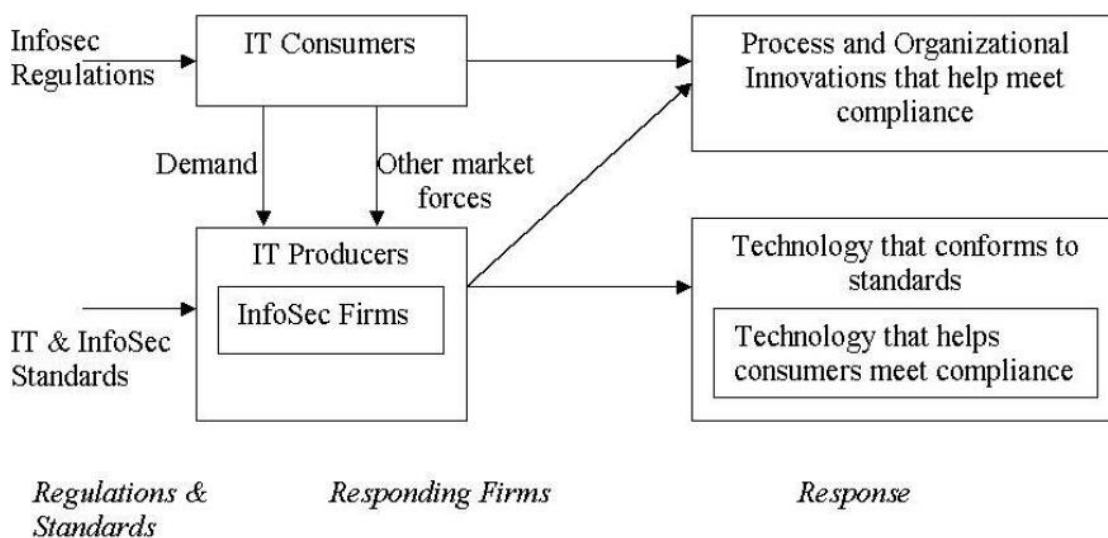 Infosec
Regulations
IT Consumers
Process and Organizational
Innovations that help meet
compliance
Demand
Other market
forces
IT Producers
InfoSec Firms
Technology that conforms to
standards
Technology that helps
consumers meet compliance
IT & InfoSec
Standards
Regulations &
Standards
Responding Firms
Response